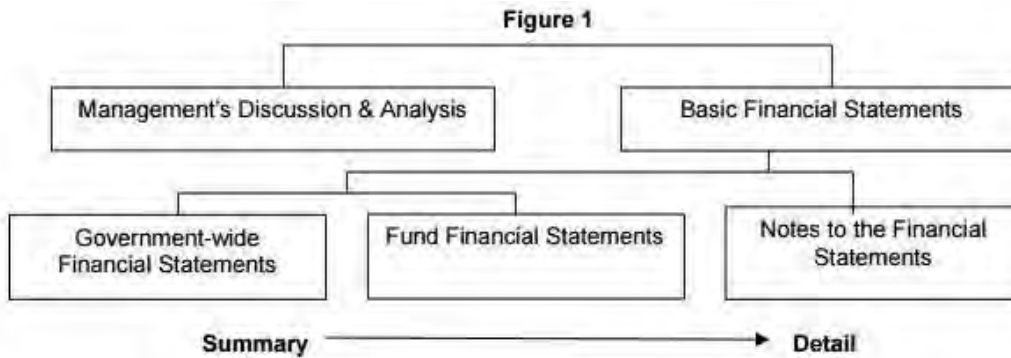 Figure 1
Management's Discussion & Analysis
Basic Financial Statements
Government-wide
Financial Statements
Fund Financial Statements
Notes to the Financial
Statements
Summary
Detail